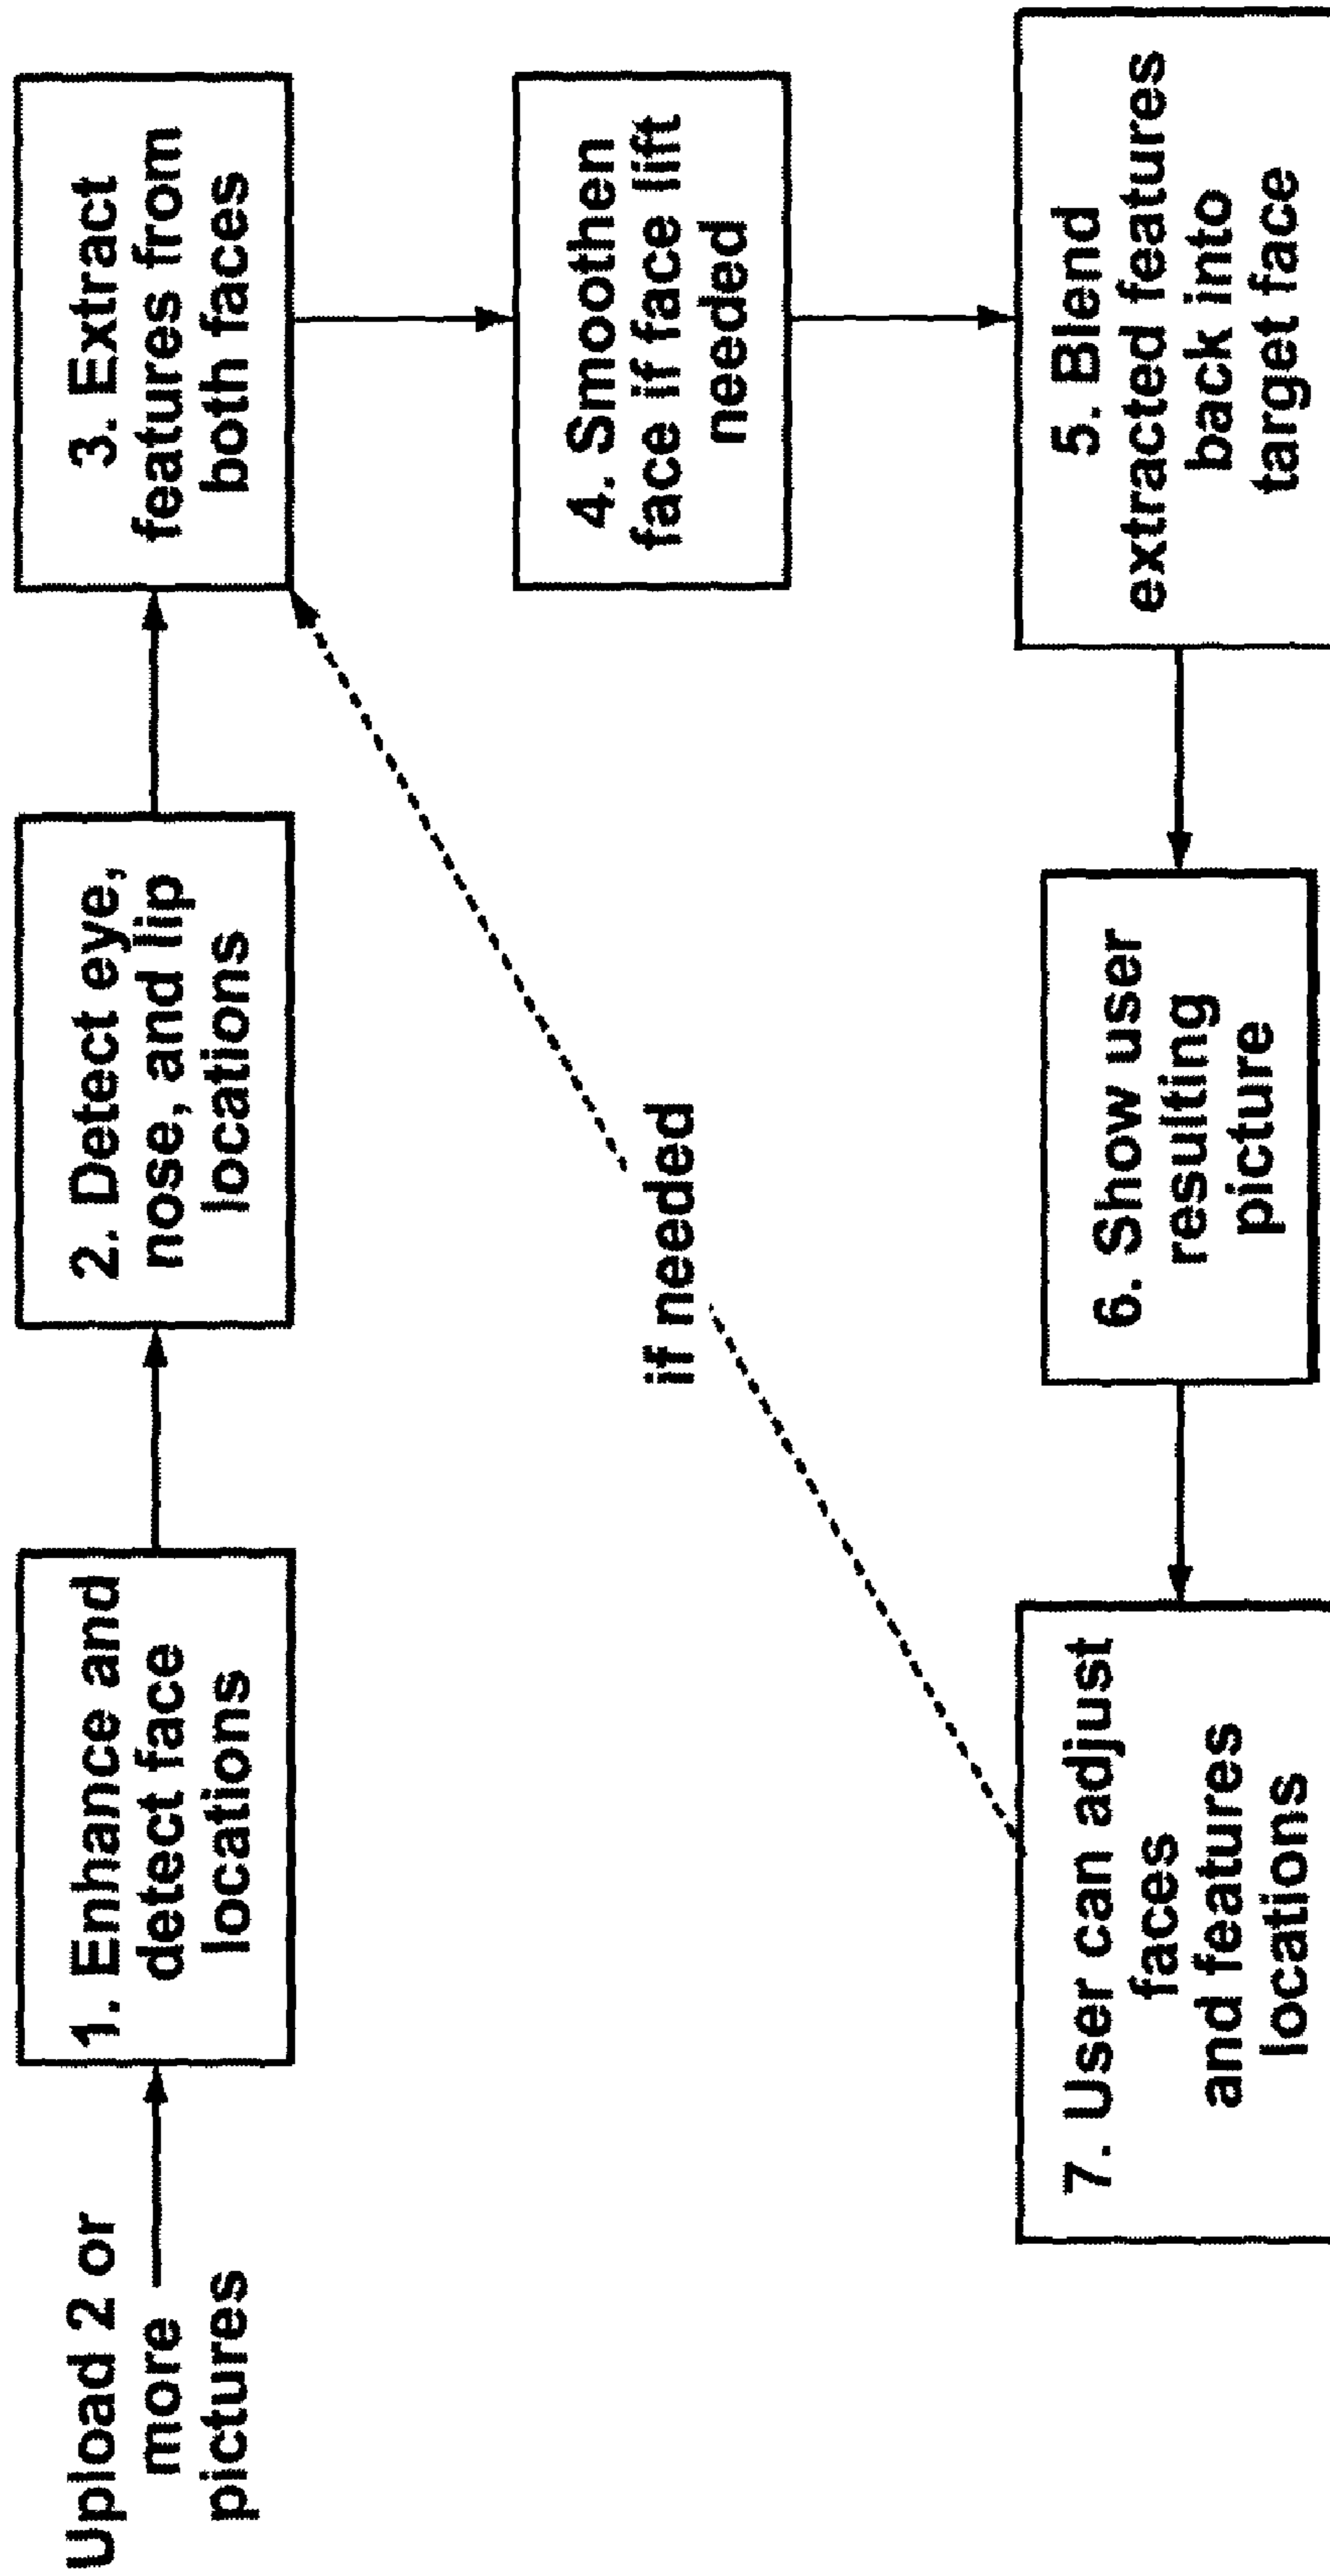 Upload 2 or
more
pictures
1. Enhance and
detect face
locations
2. Detect eye,
nose, and lip
locations
3. Extract
features from
both faces
4. Smoothen
face if face lift
needed
5. Blend
extracted features
back into
target face
6. Show user
resulting
picture
7. User can adjust
faces
and features
locations
if needed